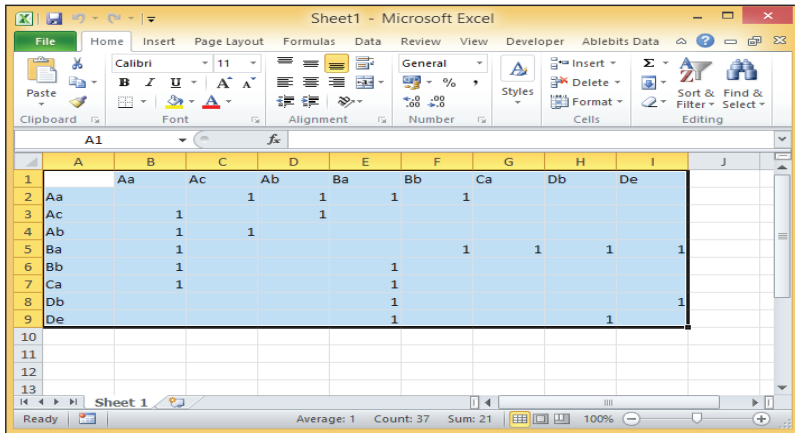 Sheet1 - Microsoft Excel
File Home Insert Page Layout Formulas Data Review View Developer Ablebits Data
Paste
Calibri 11
B I U A A
A
General
% ,
.00 .00
Styles
Insert
Delete
Format
Σ
Sort & Filter
Find & Select
Clipboard Font Alignment Number Cells Editing
A1 fx
A B C D E F G H I J
1 Aa Ac Ab Ba Bb Ca Db De
2 Aa 1 1 1 1
3 Ac 1 1
4 Ab 1 1
5 Ba 1 1 1 1 1
6 Bb 1 1
7 Ca 1 1
8 Db 1 1
9 De 1 1
10
11
12
13
Sheet 1
Ready Average: 1 Count: 37 Sum: 21 100%